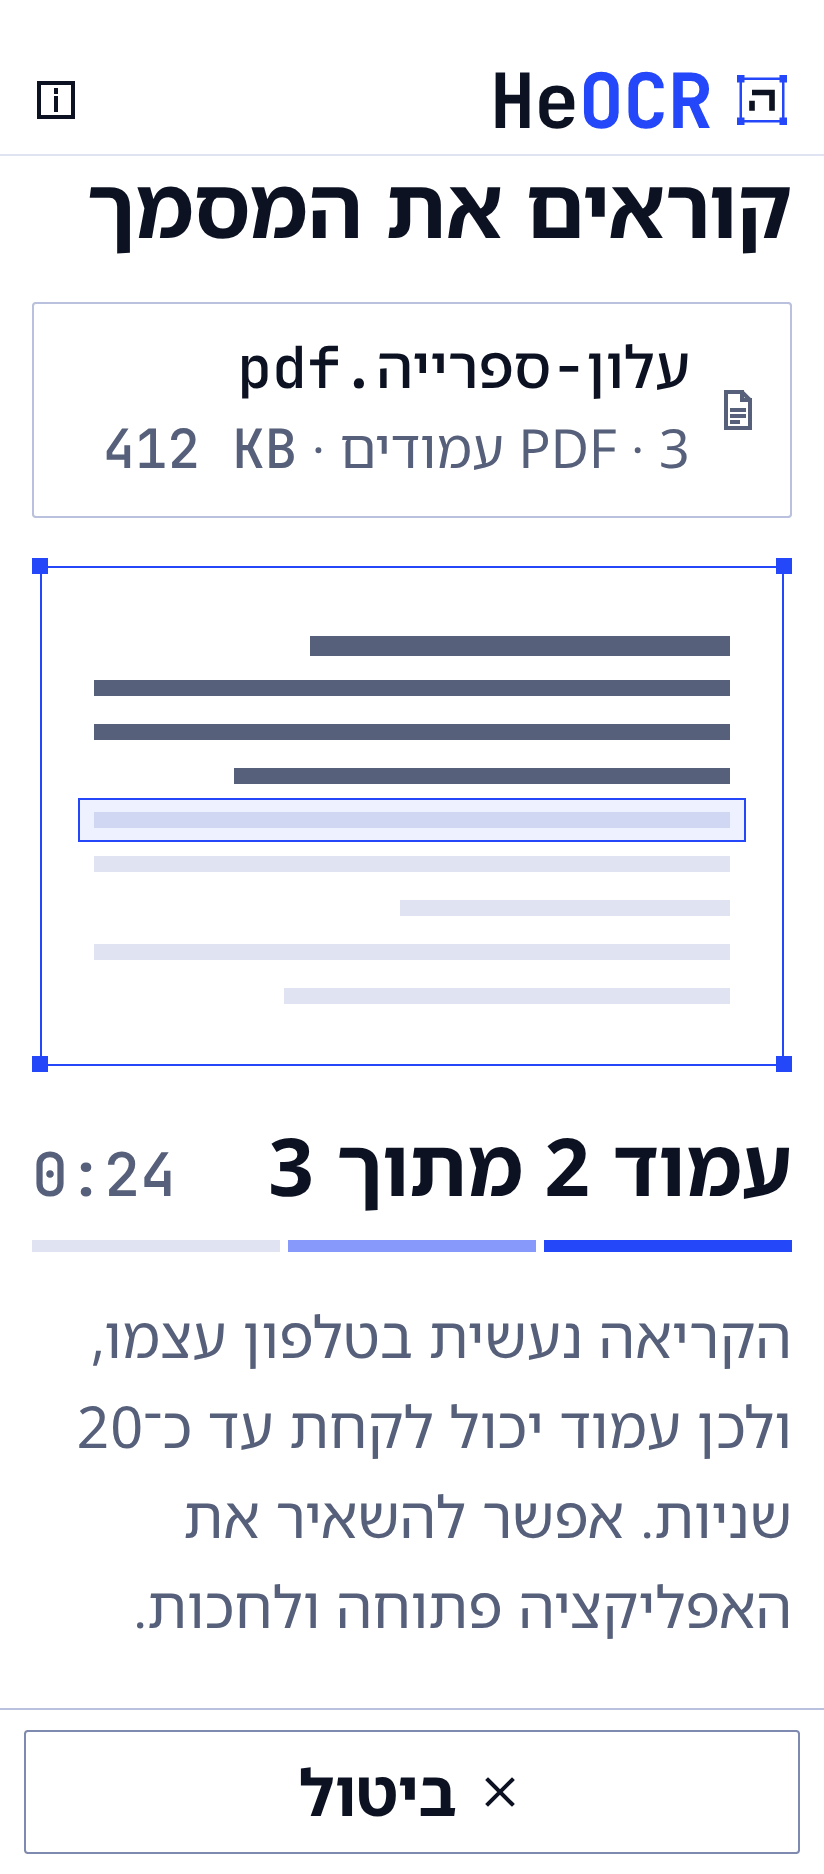 HeOCR
קוראים את המסמך
עלון-ספרייה.pdf
3 · PDF עמודים · 412 KB
עמוד 2 מתוך 3
0:24
הקריאה נעשית בטלפון עצמו,
ולכן עמוד יכול לקחת עד כ־20
שניות. אפשר להשאיר את
האפליקציה פתוחה ולחכות.
ביטול